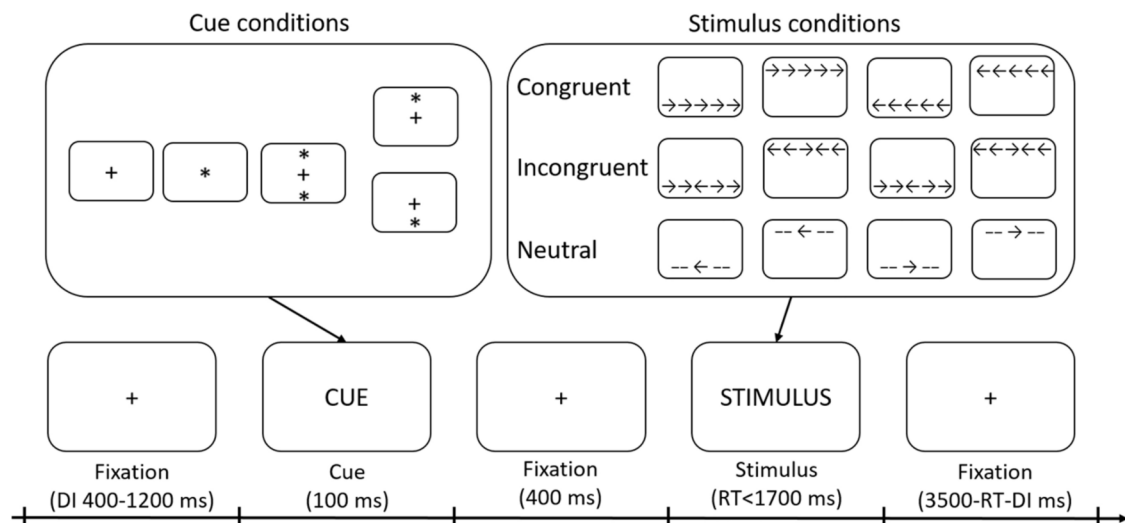 Cue conditions
Stimulus conditions
+
*
*
+
*
*
+
+
*
Congruent
→→→→→
→→→→→
←←←←←
←←←←←
Incongruent
→→←→→
←←→←←
→→←→→
←←→←←
Neutral
-- ← --
-- ← --
-- → --
-- → --
+
CUE
+
STIMULUS
+
Fixation
(DI 400-1200 ms)
Cue
(100 ms)
Fixation
(400 ms)
Stimulus
(RT<1700 ms)
Fixation
(3500-RT-DI ms)